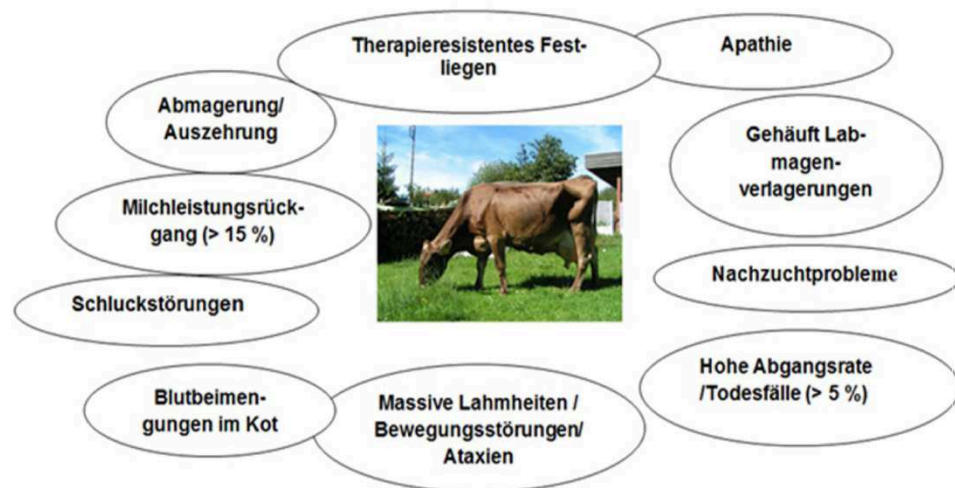 Therapieresistentes Fest-
liegen
Apathie
Abmagerung/
Auszehrung
Gehäuft Lab-
magen-
verlagerungen
Milchleistungsrück-
gang (> 15 %)
Nachzuchtprobleme
Schluckstörungen
Hohe Abgangsrate
/Todesfälle (> 5 %)
Blutbeimen-
gungen im Kot
Massive Lahmheiten /
Bewegungsstörungen/
Ataxien